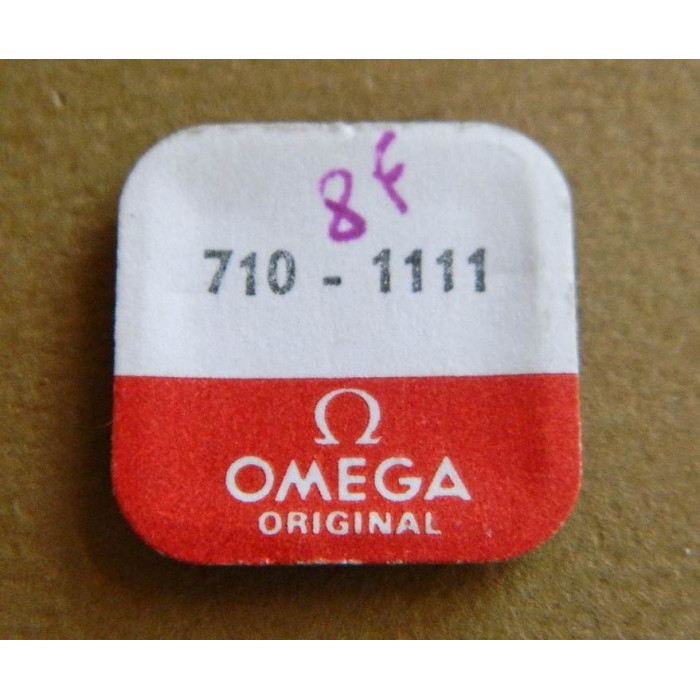 8F
710 - 1111
Ω
OMEGA
ORIGINAL